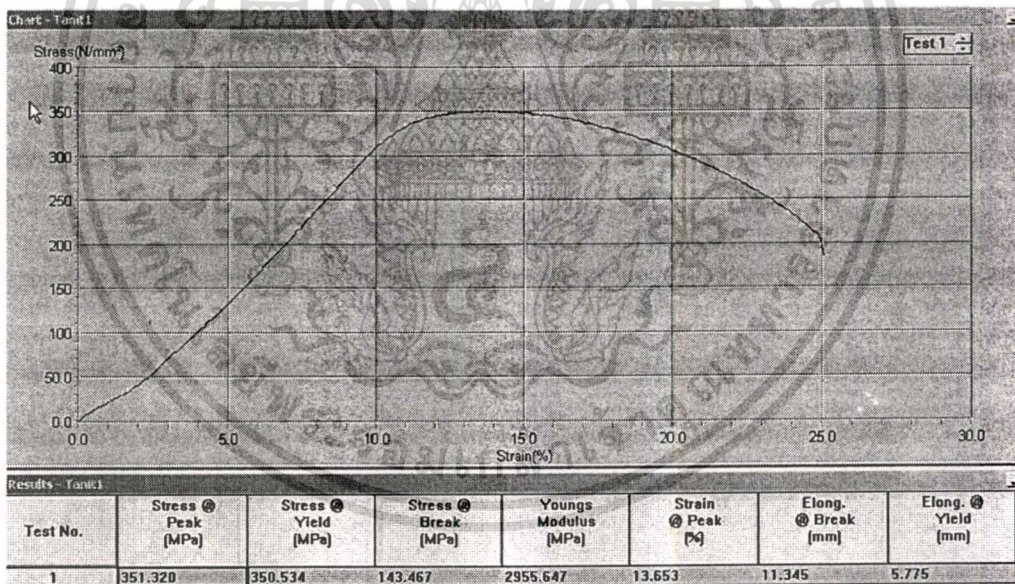 Chart - Tanit1
Test 1
Stress(N/mm²)
400
350
300
250
200
150
100
50.0
0.0
0.0 5.0 10.0 15.0 20.0 25.0 30.0
Strain(%)
Results - Tanit1
Test No. Stress @ Peak (MPa) Stress @ Yield (MPa) Stress @ Break (MPa) Youngs Modulus (MPa) Strain @ Peak (%) Elong. @ Break (mm) Elong. @ Yield (mm)
1 351.320 350.534 143.467 2955.647 13.653 11.345 5.775